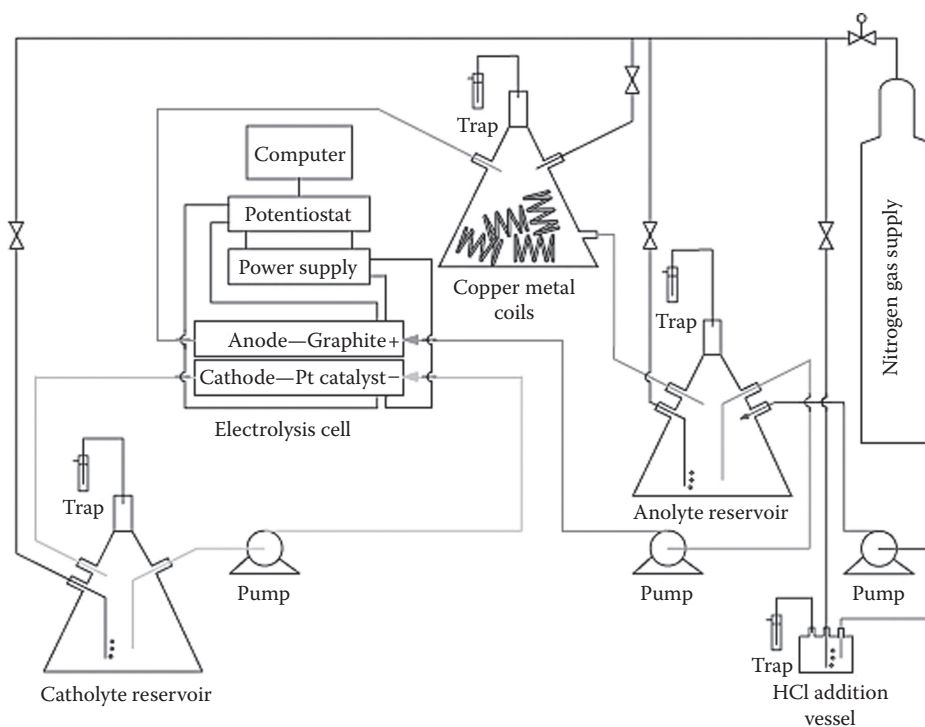 Trap
Computer
Potentiostat
Power supply
Copper metal
coils
Nitrogen gas supply
Trap
Anode—Graphite+
Cathode—Pt catalyst−
Electrolysis cell
Trap
Anolyte reservoir
Pump
Pump
Pump
Trap
Catholyte reservoir
HCl addition
vessel